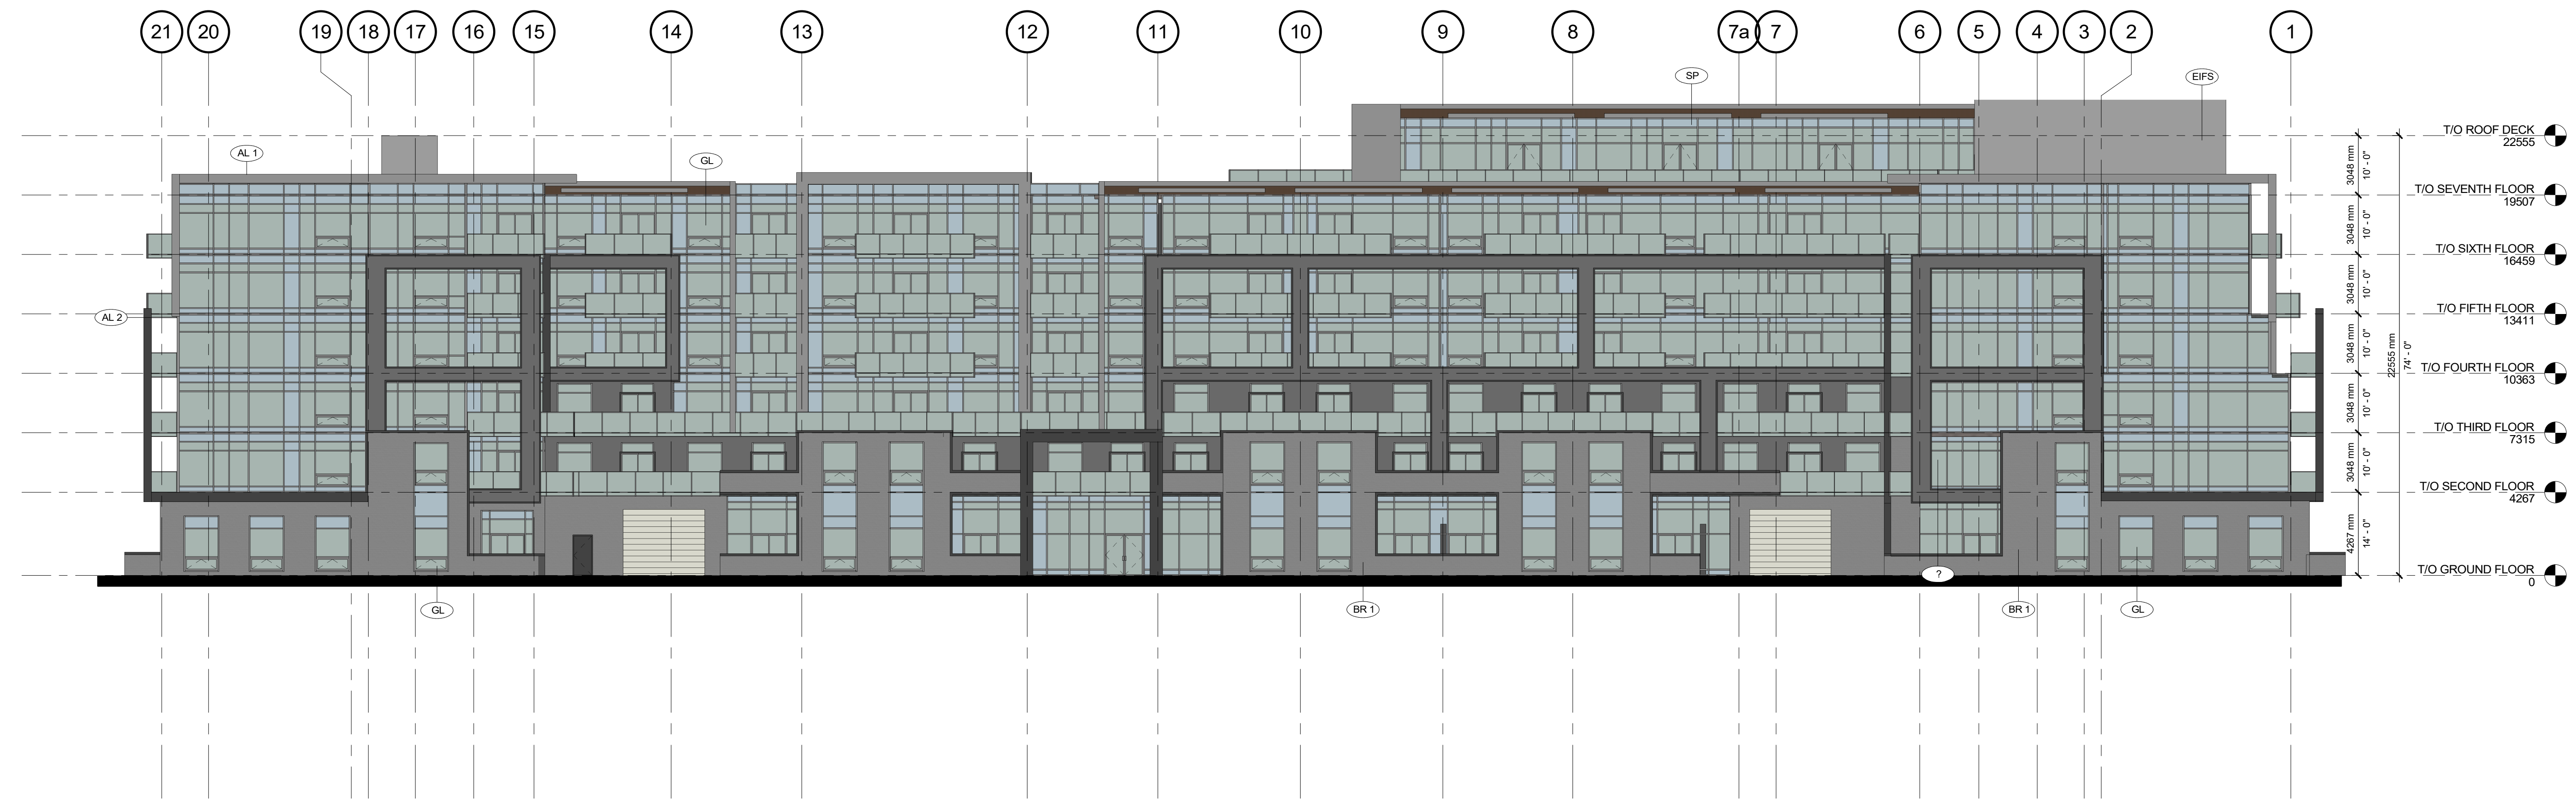 21 20 19 18 17 16 15 14 13 12 11 10 9 8 7a 7 6 5 4 3 2 1
SP
EIFS
AL 1
GL
AL 2
T/O ROOF DECK
22555
3048 mm
10' - 0"
T/O SEVENTH FLOOR
19507
3048 mm
10' - 0"
T/O SIXTH FLOOR
16459
3048 mm
10' - 0"
T/O FIFTH FLOOR
13411
3048 mm
10' - 0"
22555 mm
74' - 0"
T/O FOURTH FLOOR
10363
3048 mm
10' - 0"
T/O THIRD FLOOR
7315
3048 mm
10' - 0"
T/O SECOND FLOOR
4267
4267 mm
14' - 0"
T/O GROUND FLOOR
0
?
GL
BR 1
BR 1
GL